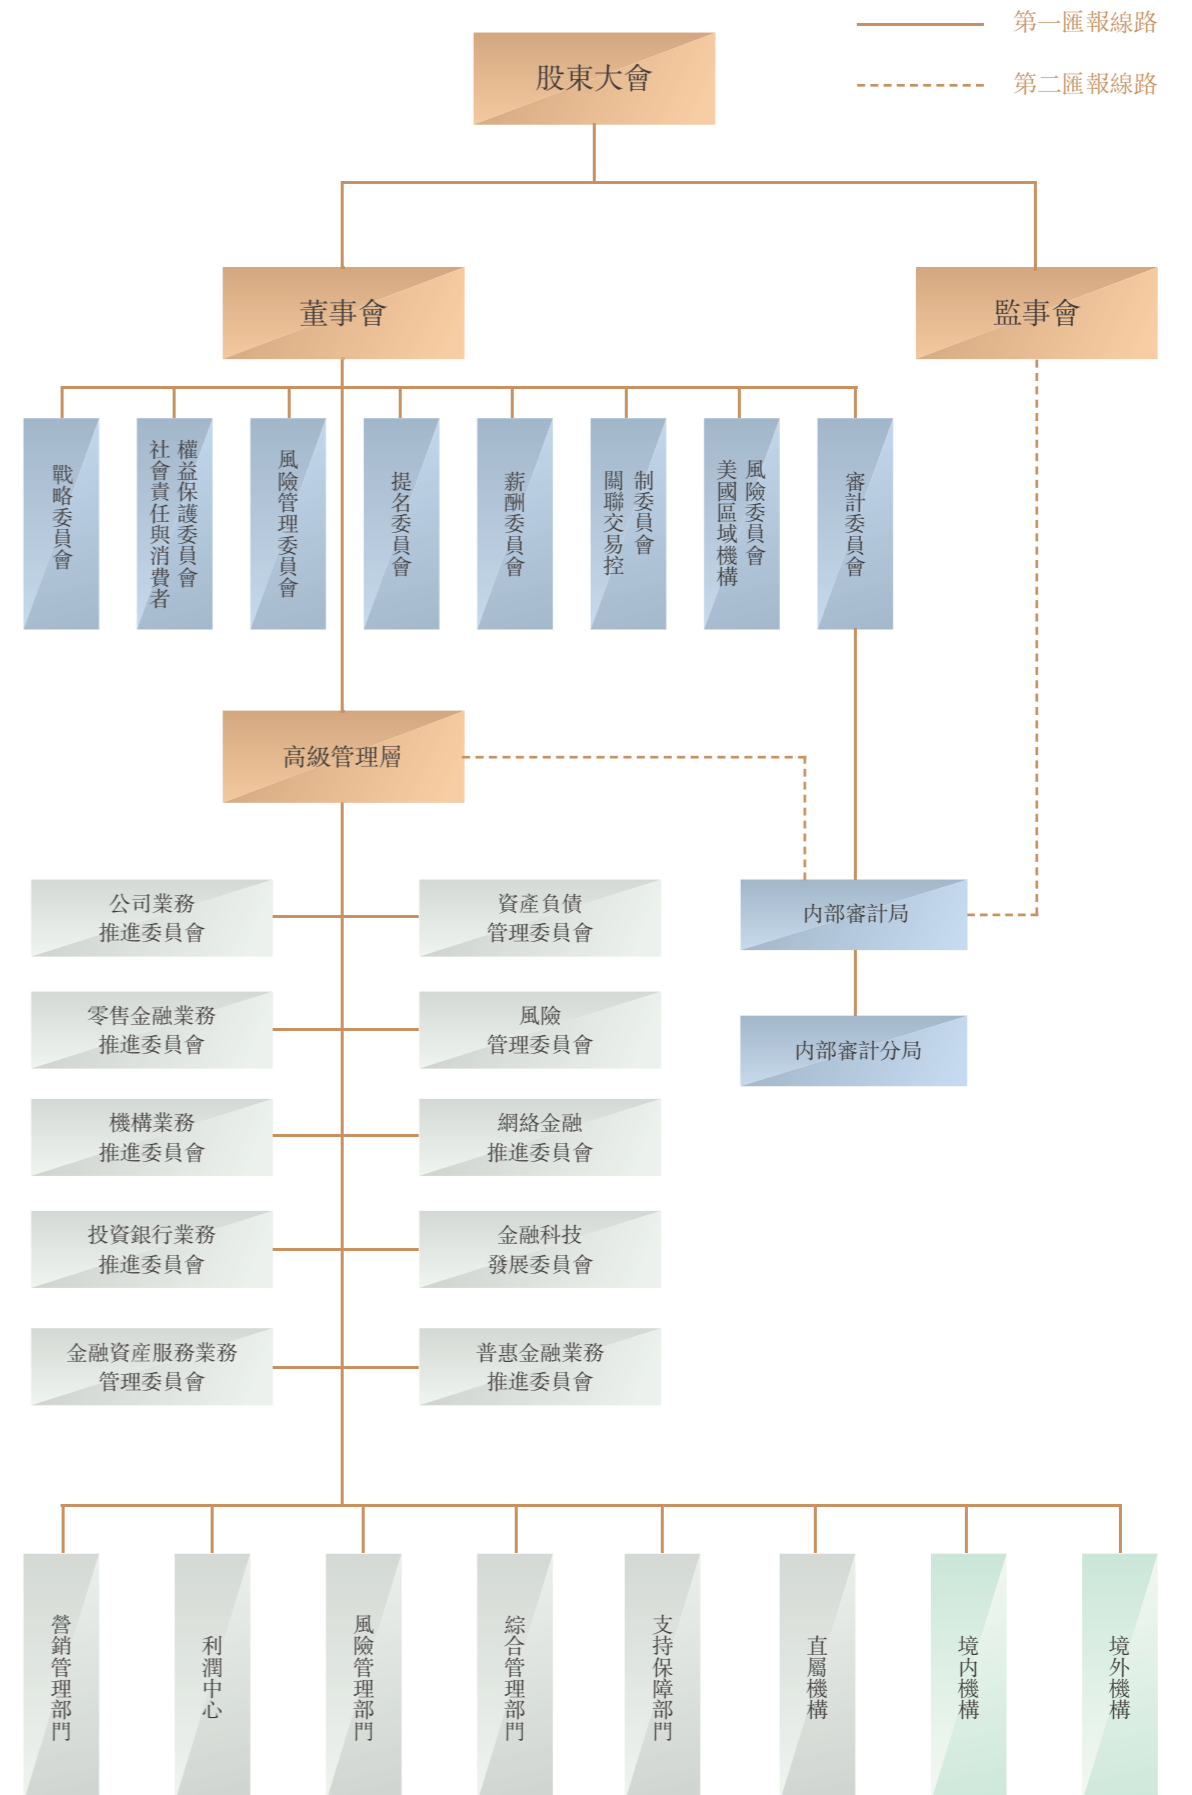 第一匯報線路
第二匯報線路
股東大會
董事會
監事會
戰略委員會
社會責任與消費者
權益保護委員會
風險管理委員會
提名委員會
薪酬委員會
關聯交易控
制委員會
美國區域機構
風險委員會
審計委員會
高級管理層
公司業務
推進委員會
資產負債
管理委員會
内部審計局
零售金融業務
推進委員會
風險
管理委員會
内部審計分局
機構業務
推進委員會
網絡金融
推進委員會
投資銀行業務
推進委員會
金融科技
發展委員會
金融資産服務業務
管理委員會
普惠金融業務
推進委員會
營銷管理部門
利潤中心
風險管理部門
綜合管理部門
支持保障部門
直屬機構
境内機構
境外機構